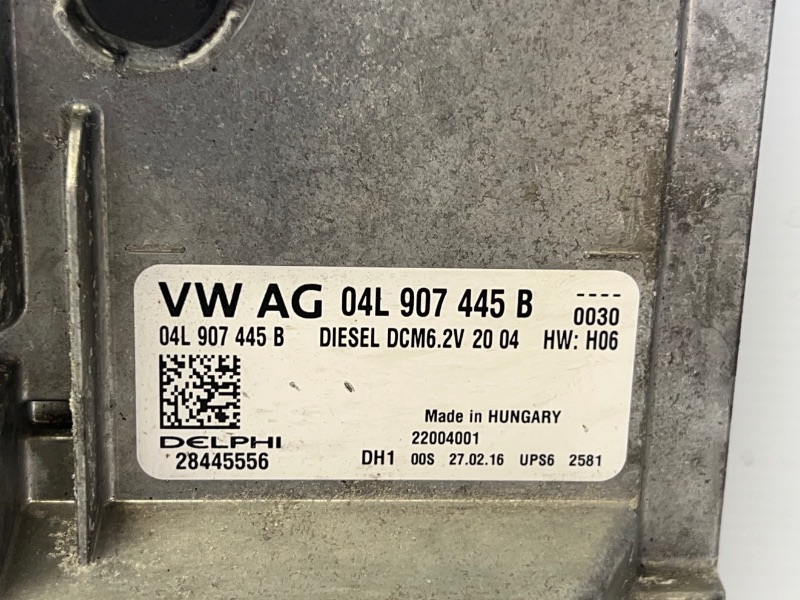 VW AG 04L 907 445 B ----
0030
04L 907 445 B DIESEL DCM6.2V 20 04 HW: H06
Made in HUNGARY
DELPHI 22004001
28445556 DH1 00S 27.02.16 UPS6 2581